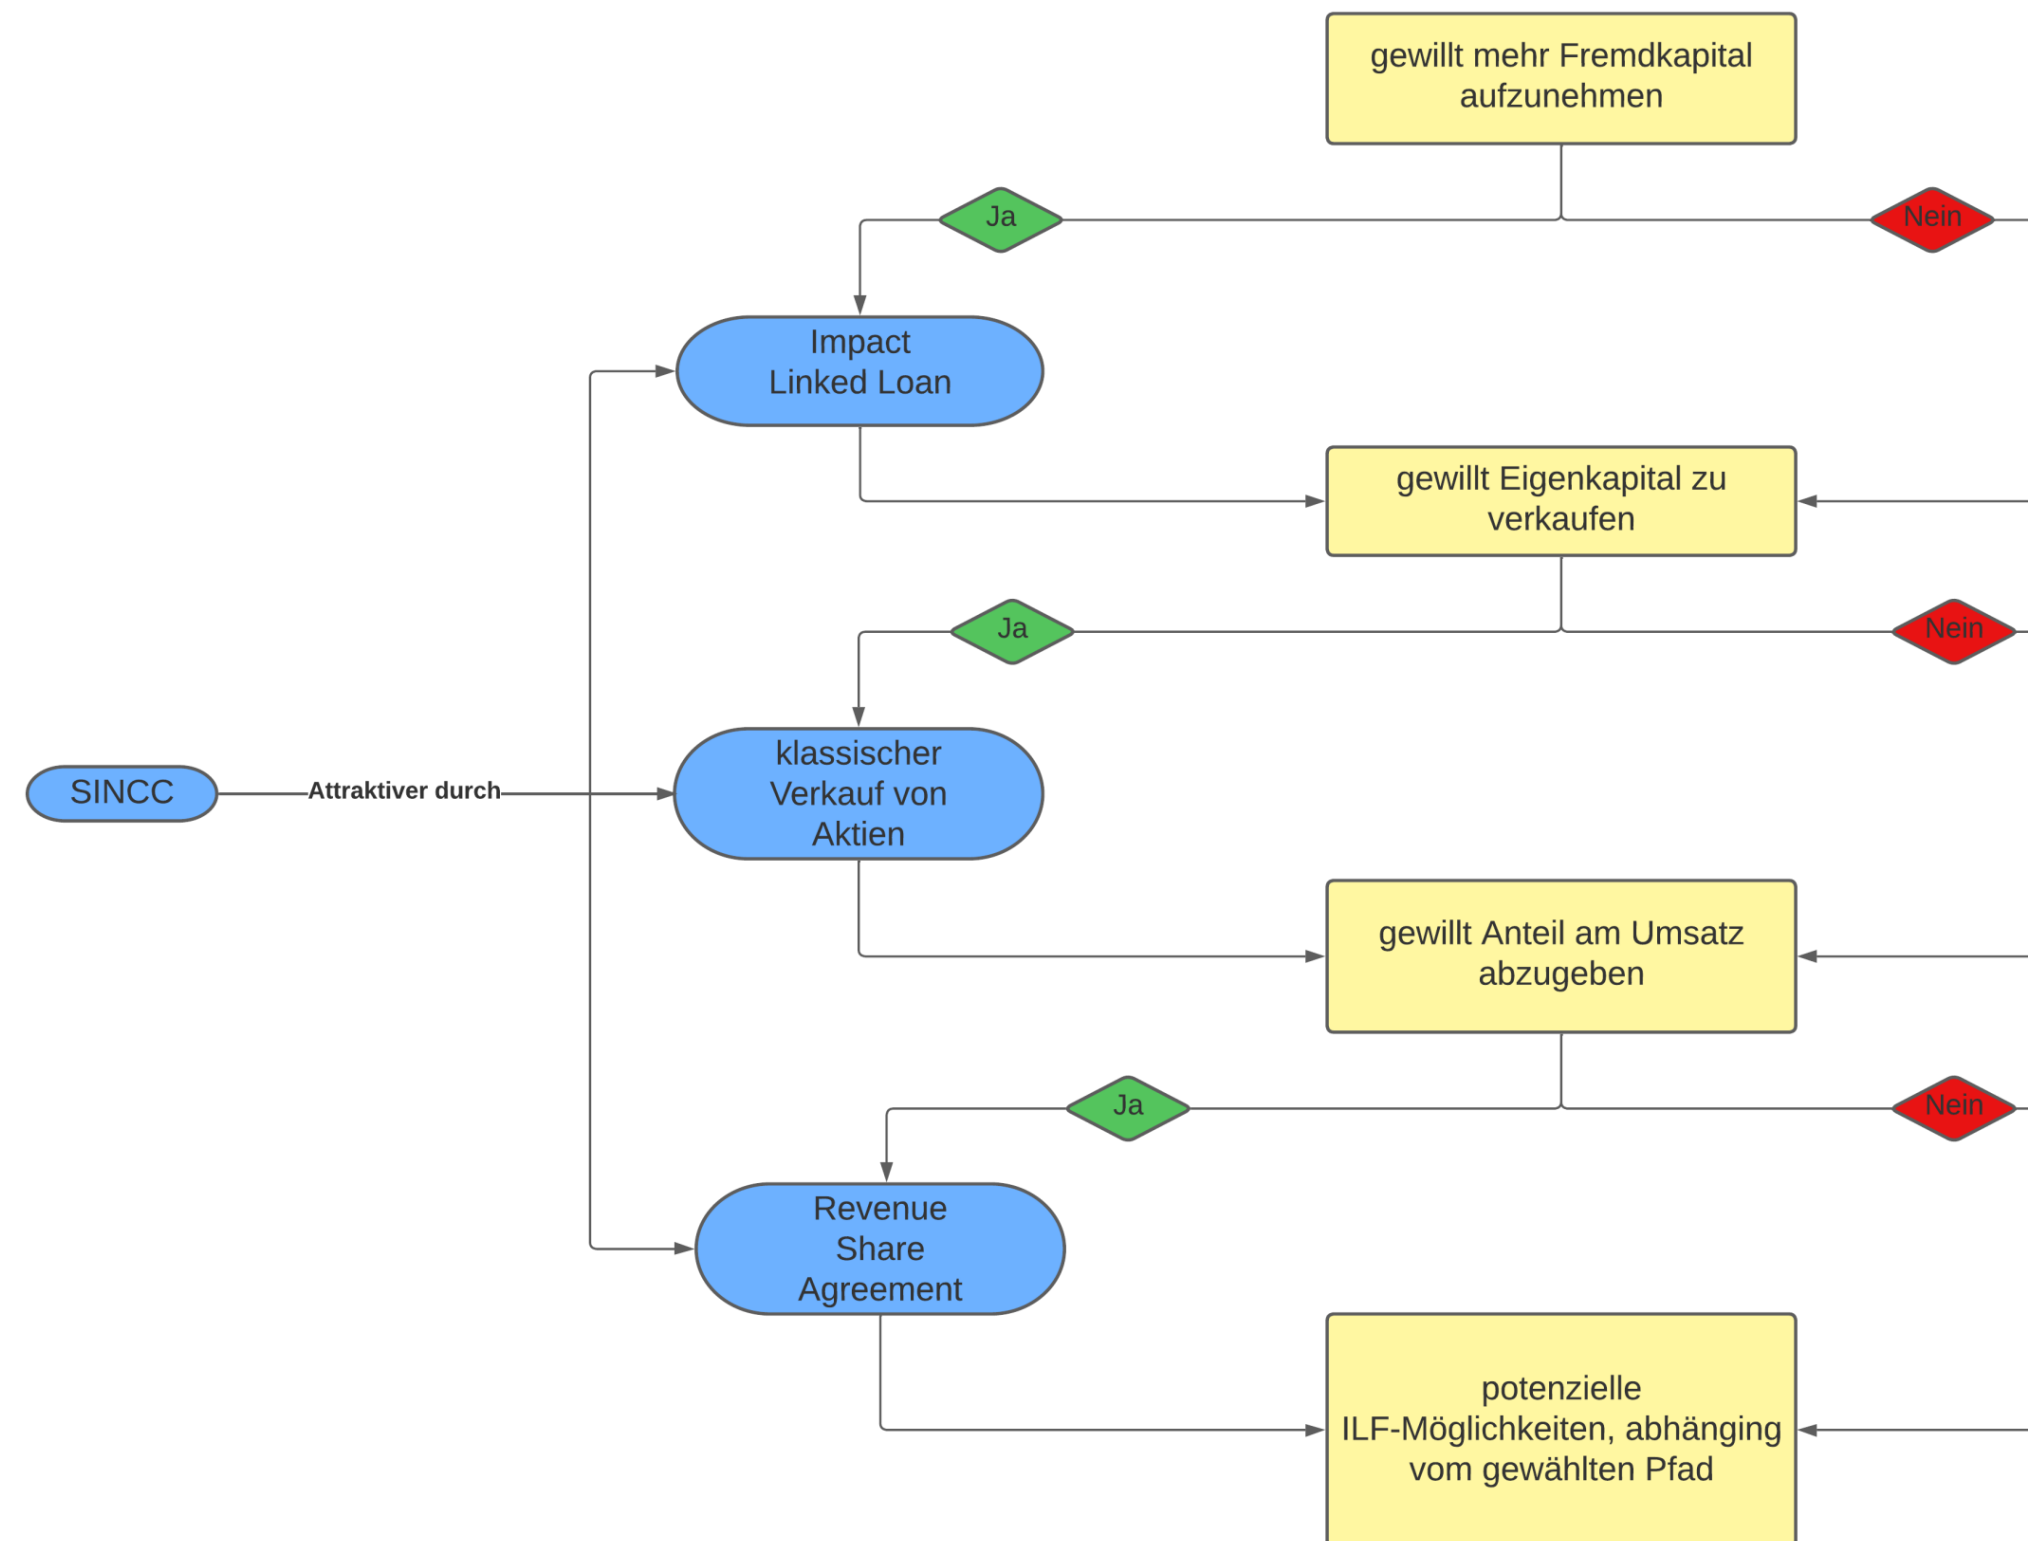 gewillt mehr Fremdkapital
aufzunehmen
Ja
Nein
Impact
Linked Loan
gewillt Eigenkapital zu
verkaufen
Ja
Nein
klassischer
Verkauf von
Aktien
SINCC
Attraktiver durch
gewillt Anteil am Umsatz
abzugeben
Ja
Nein
Revenue
Share
Agreement
potenzielle
ILF-Möglichkeiten, abhänging
vom gewählten Pfad